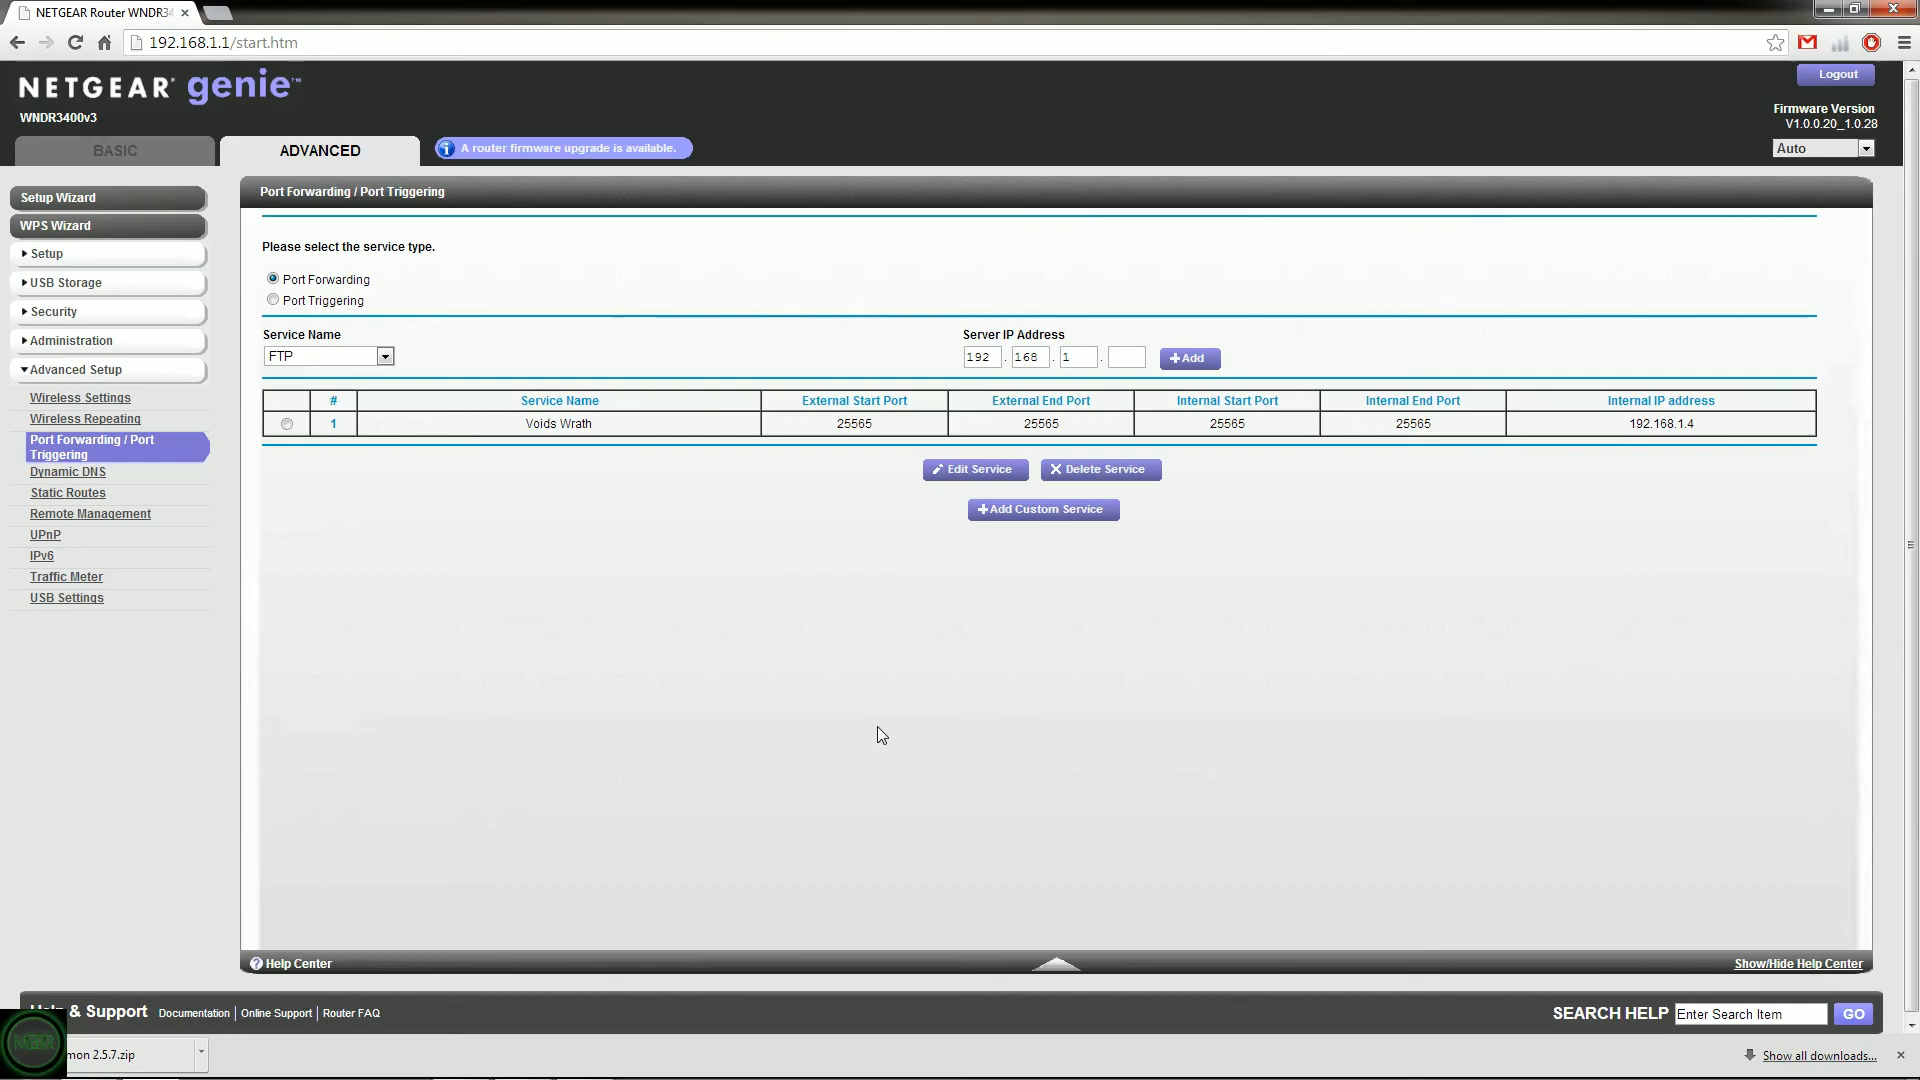 NETGEAR Router WNDR34
192.168.1.1/start.htm
NETGEAR® genie™
WNDR3400v3
Logout
Firmware Version
V1.0.0.20_1.0.28
BASIC
ADVANCED
A router firmware upgrade is available.
Auto
Setup Wizard
WPS Wizard
Setup
USB Storage
Security
Administration
Advanced Setup
Wireless Settings
Wireless Repeating
Port Forwarding / Port
Triggering
Dynamic DNS
Static Routes
Remote Management
UPnP
IPv6
Traffic Meter
USB Settings
Port Forwarding / Port Triggering
Please select the service type.
Port Forwarding
Port Triggering
Service Name
Server IP Address
FTP
192 . 168 . 1 .
+Add
# Service Name External Start Port External End Port Internal Start Port Internal End Port Internal IP address
1 Voids Wrath 25565 25565 25565 25565 192.168.1.4
Edit Service
Delete Service
+Add Custom Service
Help Center
Show/Hide Help Center
& Support Documentation | Online Support | Router FAQ
SEARCH HELP Enter Search Item GO
mon 2.5.7.zip
Show all downloads...